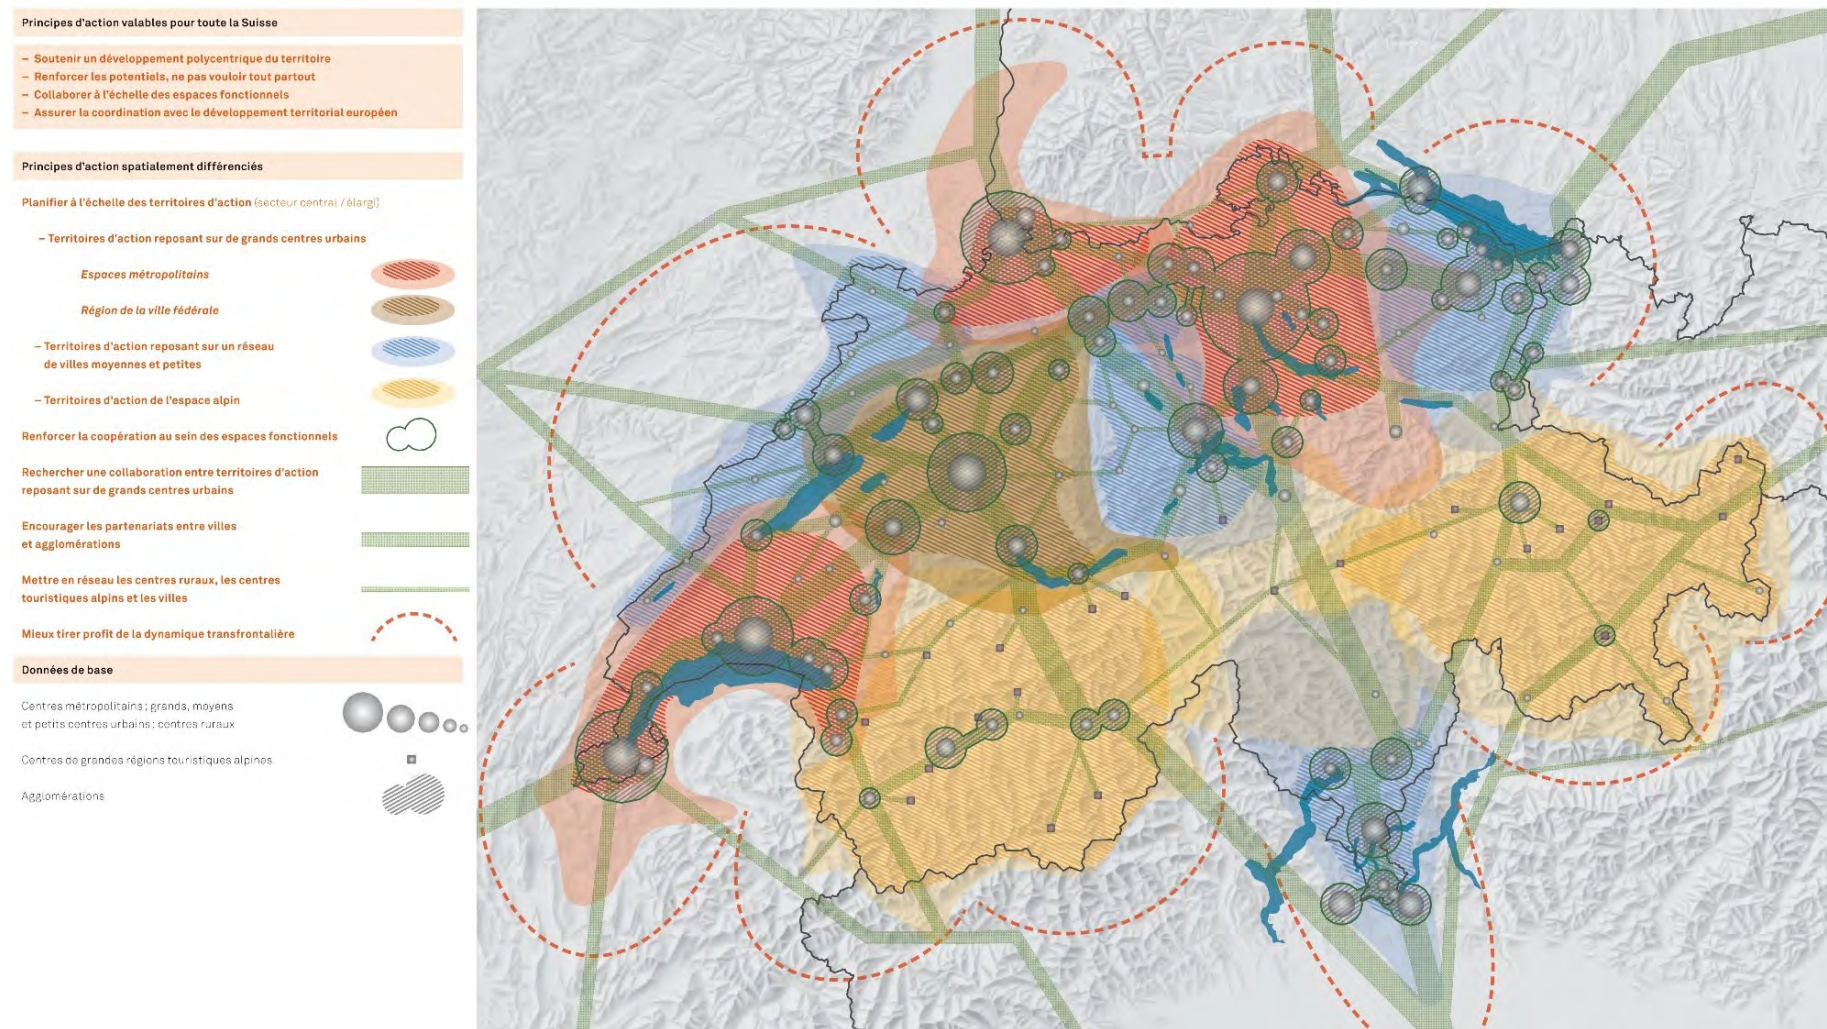 Principes d'action valables pour toute la Suisse
– Soutenir un développement polycentrique du territoire
– Renforcer les potentiels, ne pas vouloir tout partout
– Collaborer à l'échelle des espaces fonctionnels
– Assurer la coordination avec le développement territorial européen
Principes d'action spatialement différenciés
Planifier à l'échelle des territoires d'action (secteur central / élargi)
– Territoires d'action reposant sur de grands centres urbains
Espaces métropolitains
Région de la ville fédérale
– Territoires d'action reposant sur un réseau
de villes moyennes et petites
– Territoires d'action de l'espace alpin
Renforcer la coopération au sein des espaces fonctionnels
Rechercher une collaboration entre territoires d'action
reposant sur de grands centres urbains
Encourager les partenariats entre villes
et agglomérations
Mettre en réseau les centres ruraux, les centres
touristiques alpins et les villes
Mieux tirer profit de la dynamique transfrontalière
Données de base
Centres métropolitains ; grands, moyens
et petits centres urbains ; centres ruraux
Centres de grandes régions touristiques alpines
Agglomérations